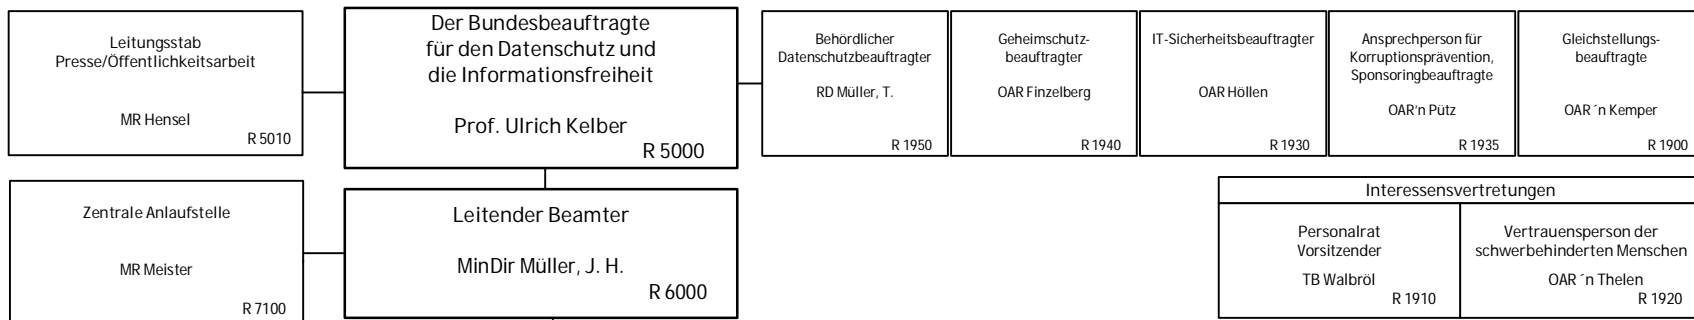 Leitungsstab
Presse/Öffentlichkeitsarbeit
MR Hensel
R 5010
Der Bundesbeauftragte
für den Datenschutz und
die Informationsfreiheit
Prof. Ulrich Kelber
R 5000
Behördlicher
Datenschutzbeauftragter
RD Müller, T.
R 1950
Geheimschutz-
beauftragter
OAR Finzelberg
R 1940
IT-Sicherheitsbeauftragter
OAR Höllen
R 1930
Ansprechperson für
Korruptionsprävention,
Sponsoringbeauftragte
OAR'n Pütz
R 1935
Gleichstellungs-
beauftragte
OAR ´n Kemper
R 1900
Zentrale Anlaufstelle
MR Meister
R 7100
Leitender Beamter
MinDir Müller, J. H.
R 6000
Interessensvertretungen
Personalrat
Vorsitzender
TB Walbröl
R 1910
Vertrauensperson der
schwerbehinderten Menschen
OAR ´n Thelen
R 1920